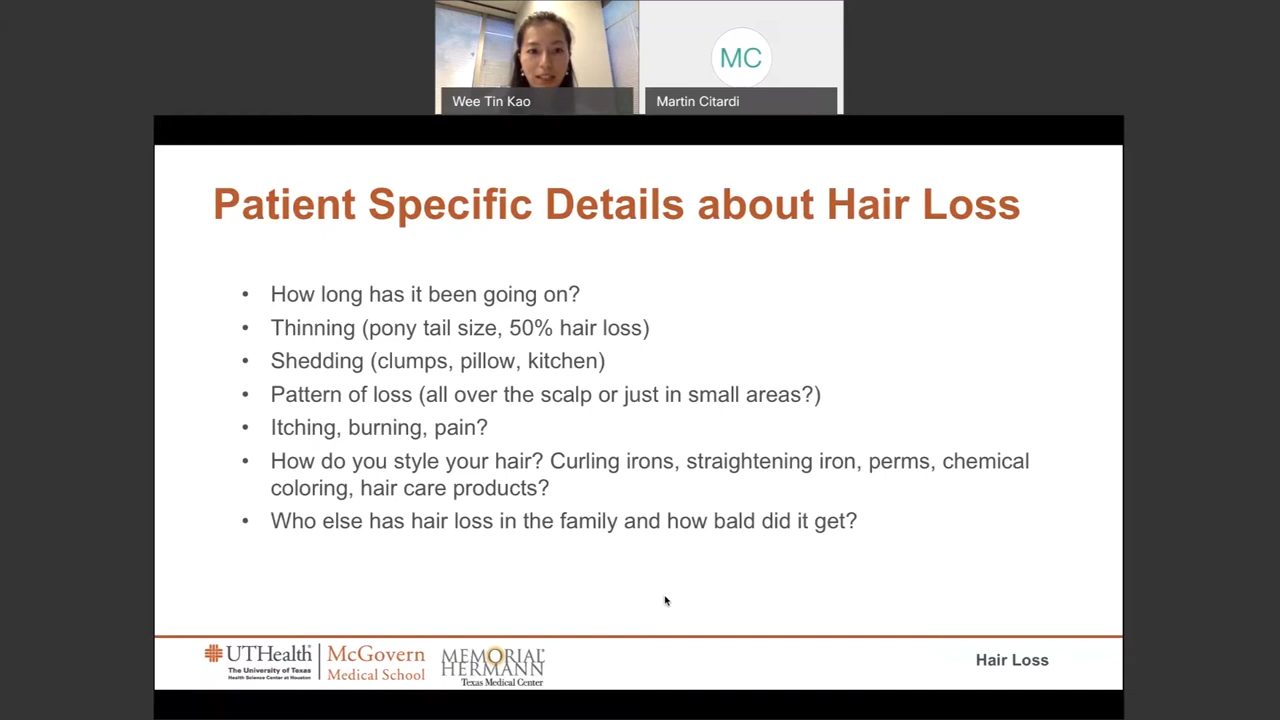 MC
Wee Tin Kao
Martin Citardi
Patient Specific Details about Hair Loss
• How long has it been going on?
• Thinning (pony tail size, 50% hair loss)
• Shedding (clumps, pillow, kitchen)
• Pattern of loss (all over the scalp or just in small areas?)
• Itching, burning, pain?
• How do you style your hair? Curling irons, straightening iron, perms, chemical
coloring, hair care products?
• Who else has hair loss in the family and how bald did it get?
UTHealth
The University of Texas
Health Science Center at Houston
McGovern
Medical School
MEMORIAL
HERMANN
Texas Medical Center
Hair Loss